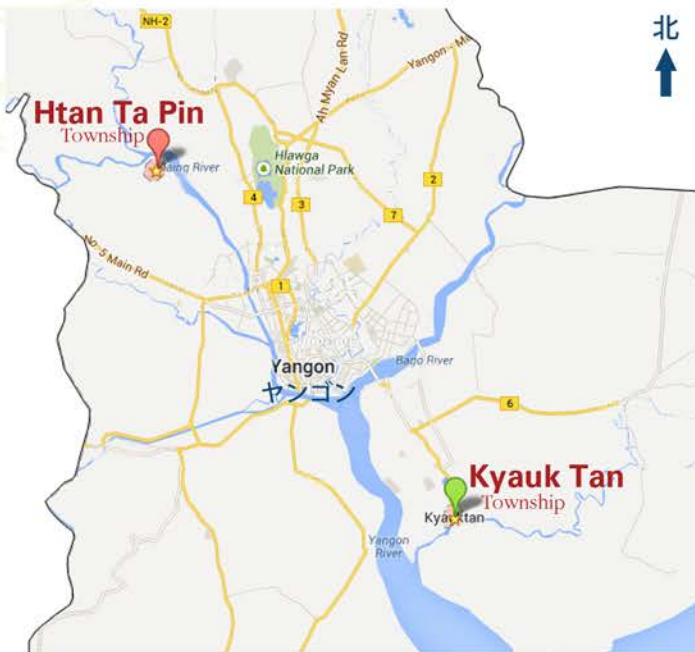 北
NH-2
Ah Myan Lan Rd
Yangon - M
Htan Ta Pin
Township
River
Hlawga
National Park
2
4
3
7
No. 5 Main Rd
1
Bago River
Yangon
ヤンゴン
6
Kyauk Tan
Township
Kyauktan
Yangon
River